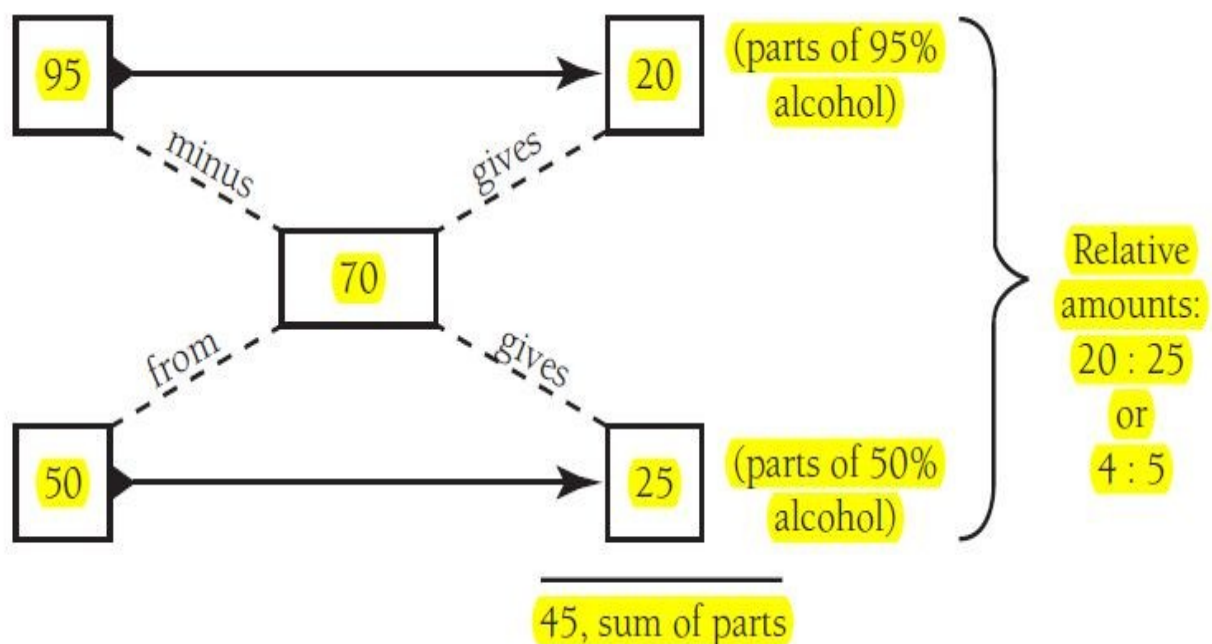 95
20
(parts of 95%
alcohol)
minus
gives
70
Relative
amounts:
20 : 25
or
4 : 5
from
gives
50
25
(parts of 50%
alcohol)
45, sum of parts